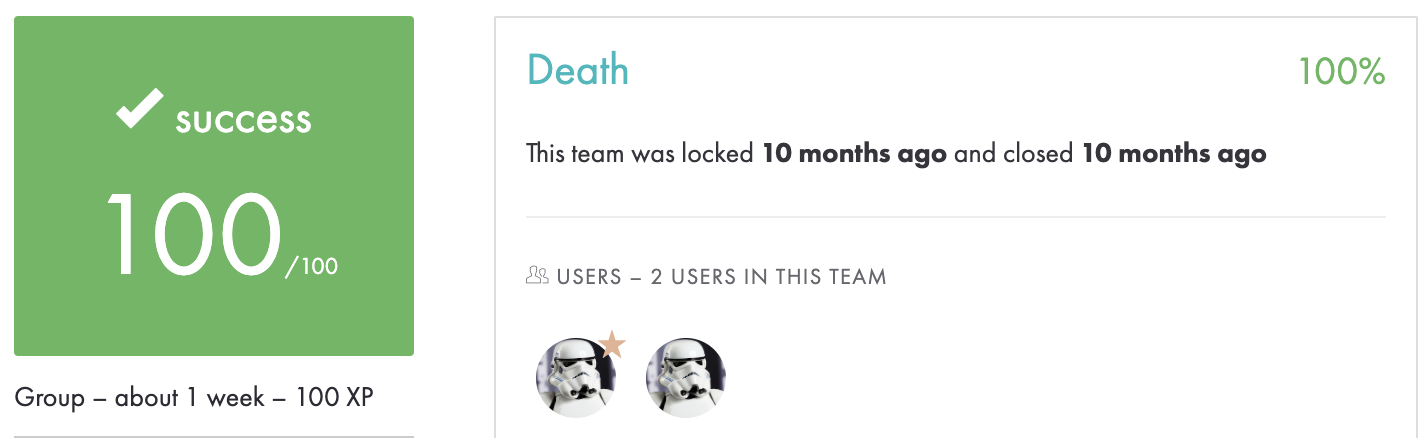 success
100/100
Group – about 1 week – 100 XP
Death
100%
This team was locked 10 months ago and closed 10 months ago
USERS – 2 USERS IN THIS TEAM